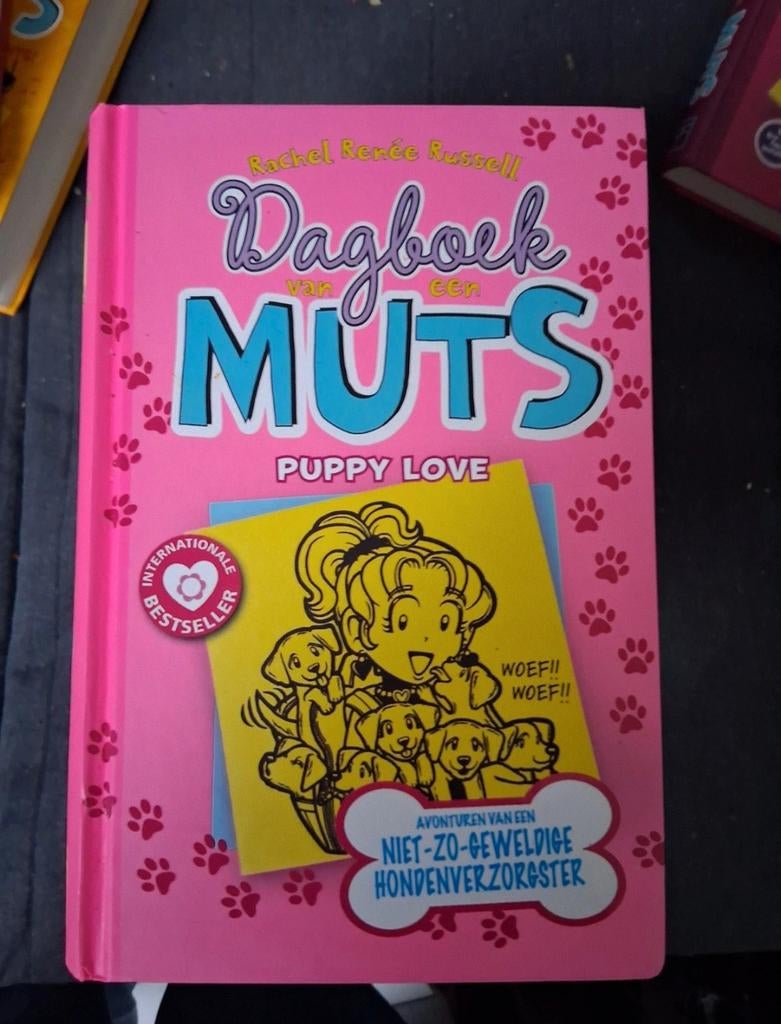 Rachel Renée Russell
Dagboek
van een
MUTS
PUPPY LOVE
INTERNATIONALE
BESTSELLER
WOEF!!
WOEF!!
AVONTUREN VAN EEN
NIET-ZO-GEWELDIGE
HONDENVERZORGSTER